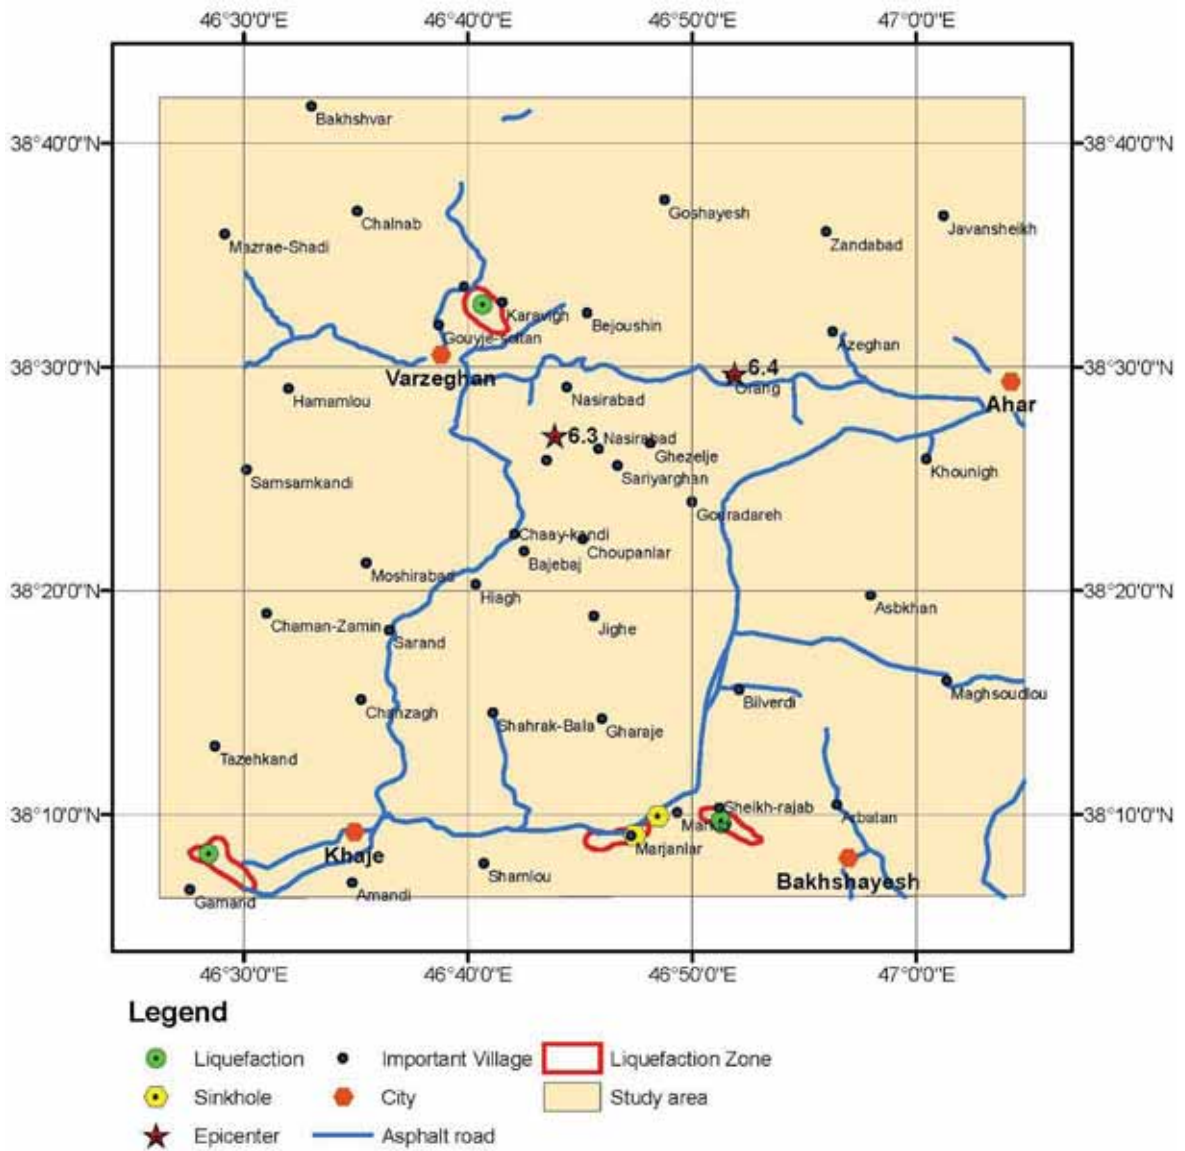 46°30'0"E 46°40'0"E 46°50'0"E 47°0'0"E
Bakhshvar
38°40'0"N 38°40'0"N
Goshayesh
Chalnab
Javansheikh
Mazrae-Shadi
Zandabad
Karavigh
Bejoushin
Gouyje-soltan
Azeghan
38°30'0"N 38°30'0"N
6.4
Varzeghan
Orang
Hamamlou
Nasirabad
Ahar
6.3
Nasirabad
Ghezelje
Khounigh
Samsamkandi
Sariyarghan
Gouradareh
Chaay-kandi
Choupanlar
Bajebaj
Moshirabad
38°20'0"N 38°20'0"N
Hiagh
Asbkhan
Chaman-Zamin
Jighe
Sarand
Maghsoudlou
Bilverdi
Chanzagh
Shahrak-Bala
Gharaje
Tazehkand
Sheikh-rajab
38°10'0"N 38°10'0"N
Arbatan
Marjanlar
Khaje
Shamlou
Bakhshayesh
Amandi
Gamand
46°30'0"E 46°40'0"E 46°50'0"E 47°0'0"E
Legend
Liquefaction Important Village Liquefaction Zone
Sinkhole City Study area
Epicenter Asphalt road